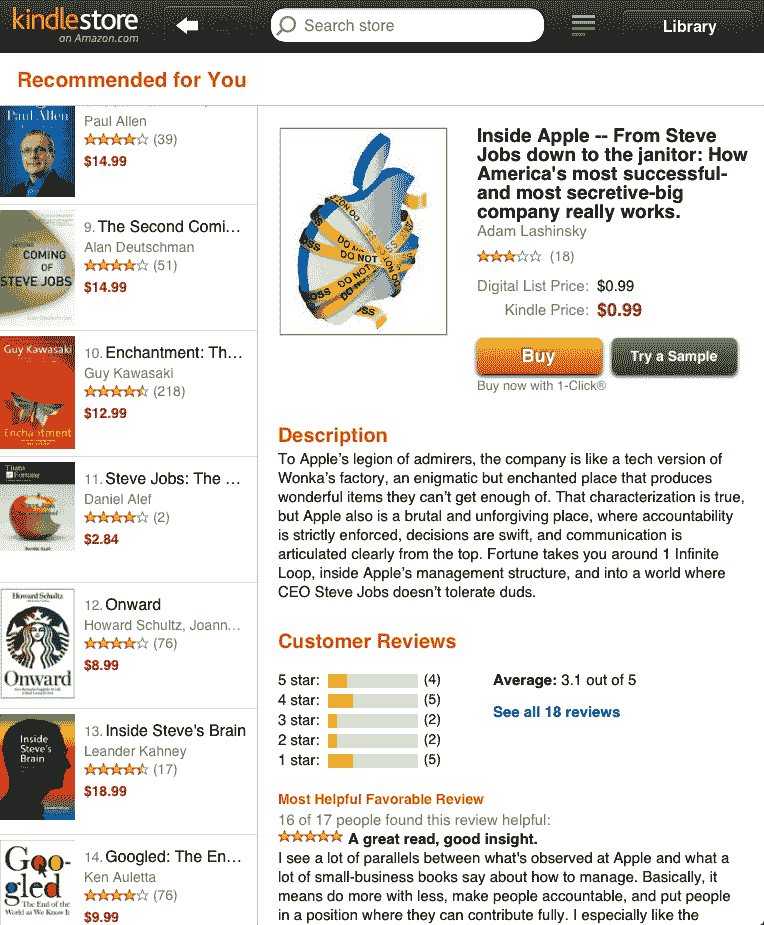 kindlestore
on Amazon.com
Search store
Library
Recommended for You
Paul Allen
Paul Allen
(39)
$14.99
COMING
OF
STEVE JOBS
9. The Second Comi…
Alan Deutschman
(51)
$14.99
Guy Kawasaki
Enchantment
10. Enchantment: Th…
Guy Kawasaki
(218)
$12.99
11. Steve Jobs: The …
Daniel Alef
(2)
$2.84
Howard Schultz
Onward
12. Onward
Howard Schultz, Joann…
(76)
$8.99
Inside
Steve's
Brain
13. Inside Steve's Brain
Leander Kahney
(17)
$18.99
Goo-
gled
The End of the
World as We Know It
14. Googled: The En…
Ken Auletta
(76)
$9.99
DO NOT
DO NOT
Inside Apple -- From Steve
Jobs down to the janitor: How
America's most successful-
and most secretive-big
company really works.
Adam Lashinsky
(18)
Digital List Price: $0.99
Kindle Price: $0.99
Buy
Try a Sample
Buy now with 1-Click®
Description
To Apple's legion of admirers, the company is like a tech version of
Wonka's factory, an enigmatic but enchanted place that produces
wonderful items they can't get enough of. That characterization is true,
but Apple also is a brutal and unforgiving place, where accountability
is strictly enforced, decisions are swift, and communication is
articulated clearly from the top. Fortune takes you around 1 Infinite
Loop, inside Apple's management structure, and into a world where
CEO Steve Jobs doesn't tolerate duds.
Customer Reviews
5 star: (4)
4 star: (5)
3 star: (2)
2 star: (2)
1 star: (5)
Average: 3.1 out of 5
See all 18 reviews
Most Helpful Favorable Review
16 of 17 people found this review helpful:
A great read, good insight.
I see a lot of parallels between what's observed at Apple and what a
lot of small-business books say about how to manage. Basically, it
means do more with less, make people accountable, and put people
in a position where they can contribute fully. I especially like the